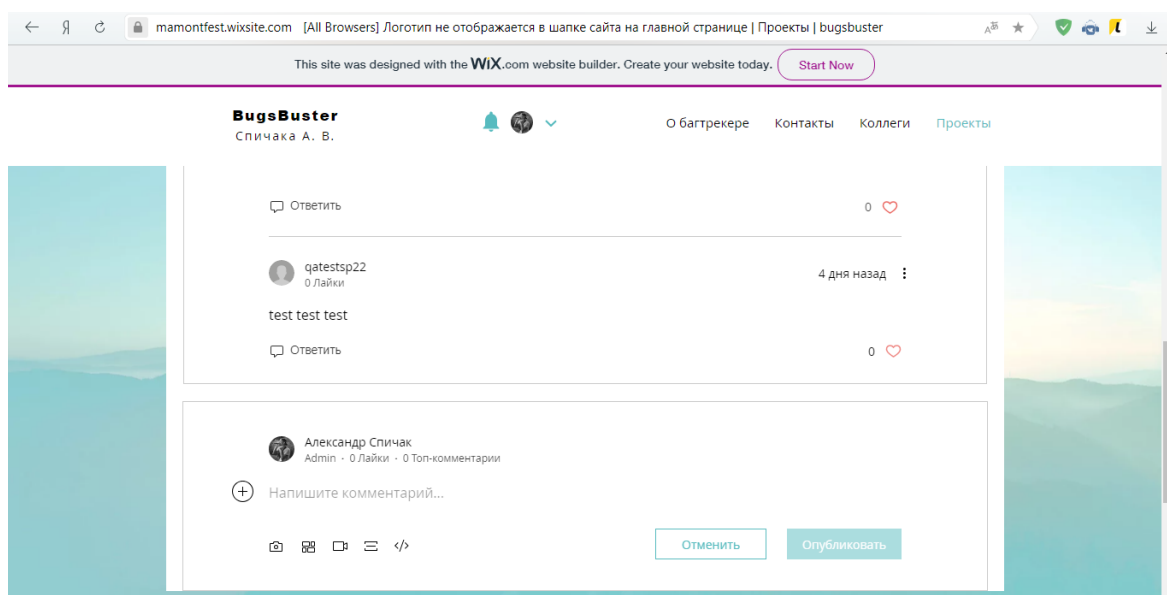 mamontfest.wixsite.com [All Browsers] Логотип не отображается в шапке сайта на главной странице | Проекты | bugsbuster
This site was designed with the WiX.com website builder. Create your website today. Start Now
BugsBuster
Спичака А. В.
О багтрекере Контакты Коллеги Проекты
Ответить 0
qatestsp22
0 Лайки
4 дня назад
test test test
Ответить 0
Александр Спичак
Admin · 0 Лайки · 0 Топ-комментарии
Напишите комментарий...
Отменить Опубликовать